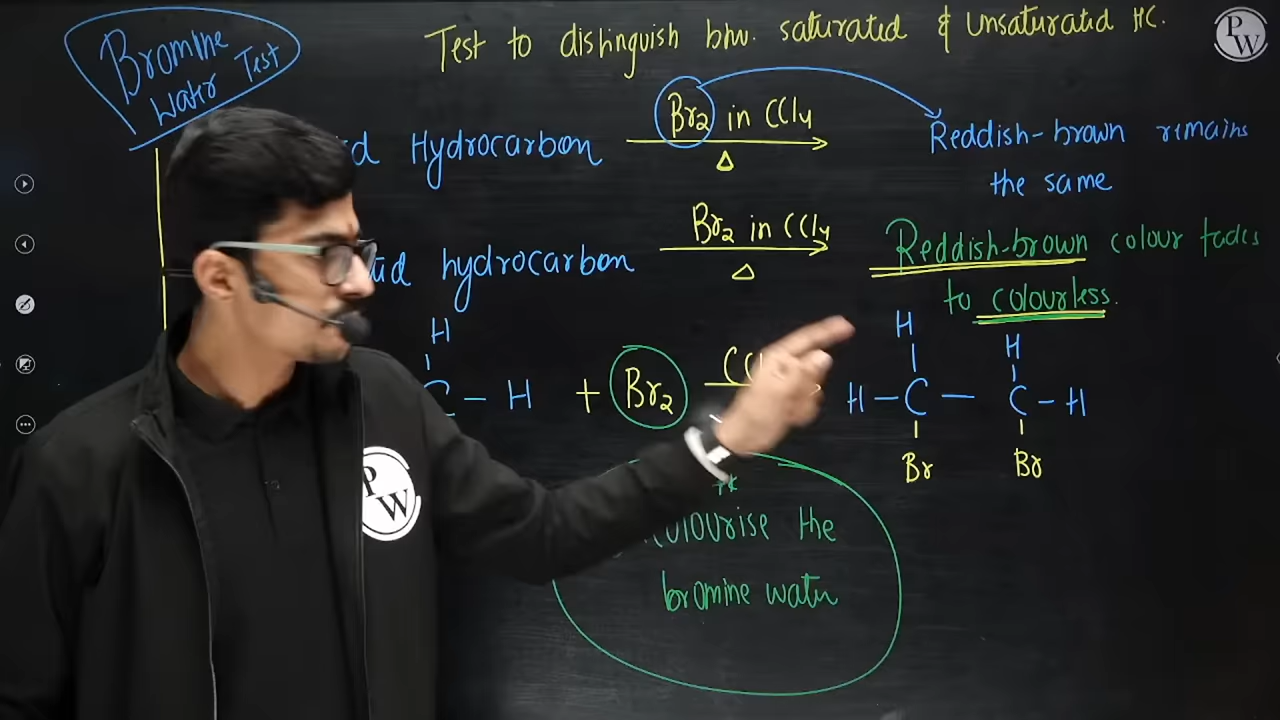 Bromine
Water Test
Test to distinguish btw. saturated & unsaturated HC.
PW
Hydrocarbon
Br2 in CCl4
Δ
Reddish-brown remains
the same
hydrocarbon
Br2 in CCl4
Δ
Reddish-brown colour fades
to colourless.
H
C – H + Br2
H H
H – C – C – H
Br Br
the
bromine water
PW